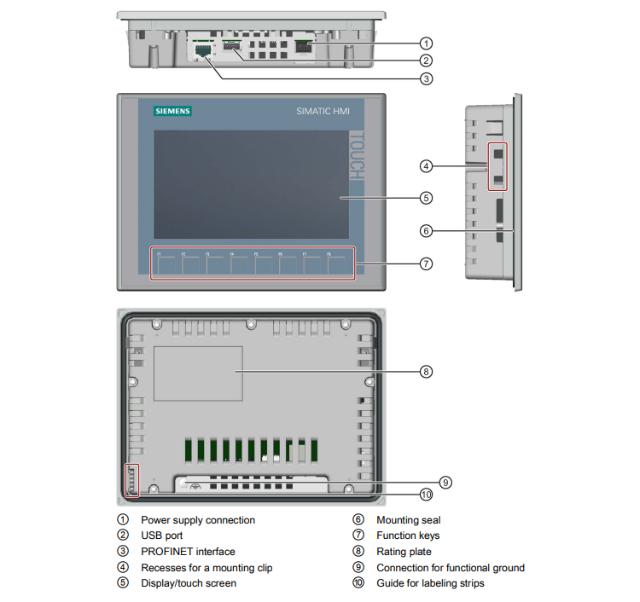 ①
②
③
SIEMENS
SIMATIC HMI
TOUCH
④
⑤
⑥
F1 F2 F3 F4 F5 F6 F7 F8
⑦
⑧
⑨
⑩
① Power supply connection
② USB port
③ PROFINET interface
④ Recesses for a mounting clip
⑤ Display/touch screen
⑥ Mounting seal
⑦ Function keys
⑧ Rating plate
⑨ Connection for functional ground
⑩ Guide for labeling strips